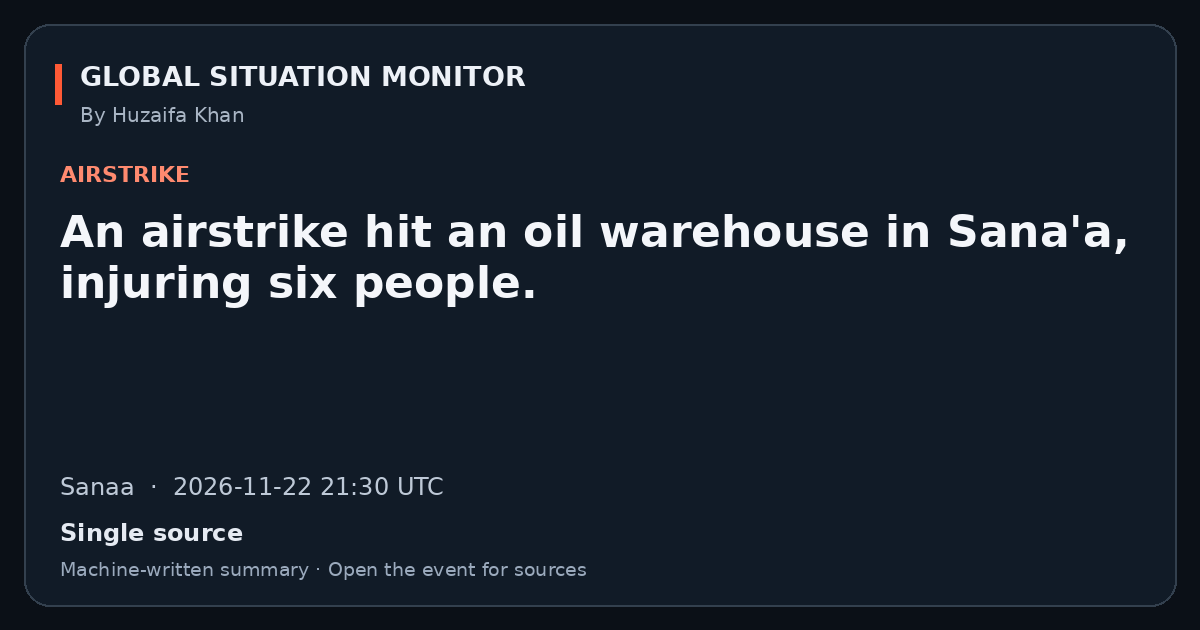 GLOBAL SITUATION MONITOR
By Huzaifa Khan
AIRSTRIKE
An airstrike hit an oil warehouse in Sana'a,
injuring six people.
Sanaa · 2026-11-22 21:30 UTC
Single source
Machine-written summary · Open the event for sources